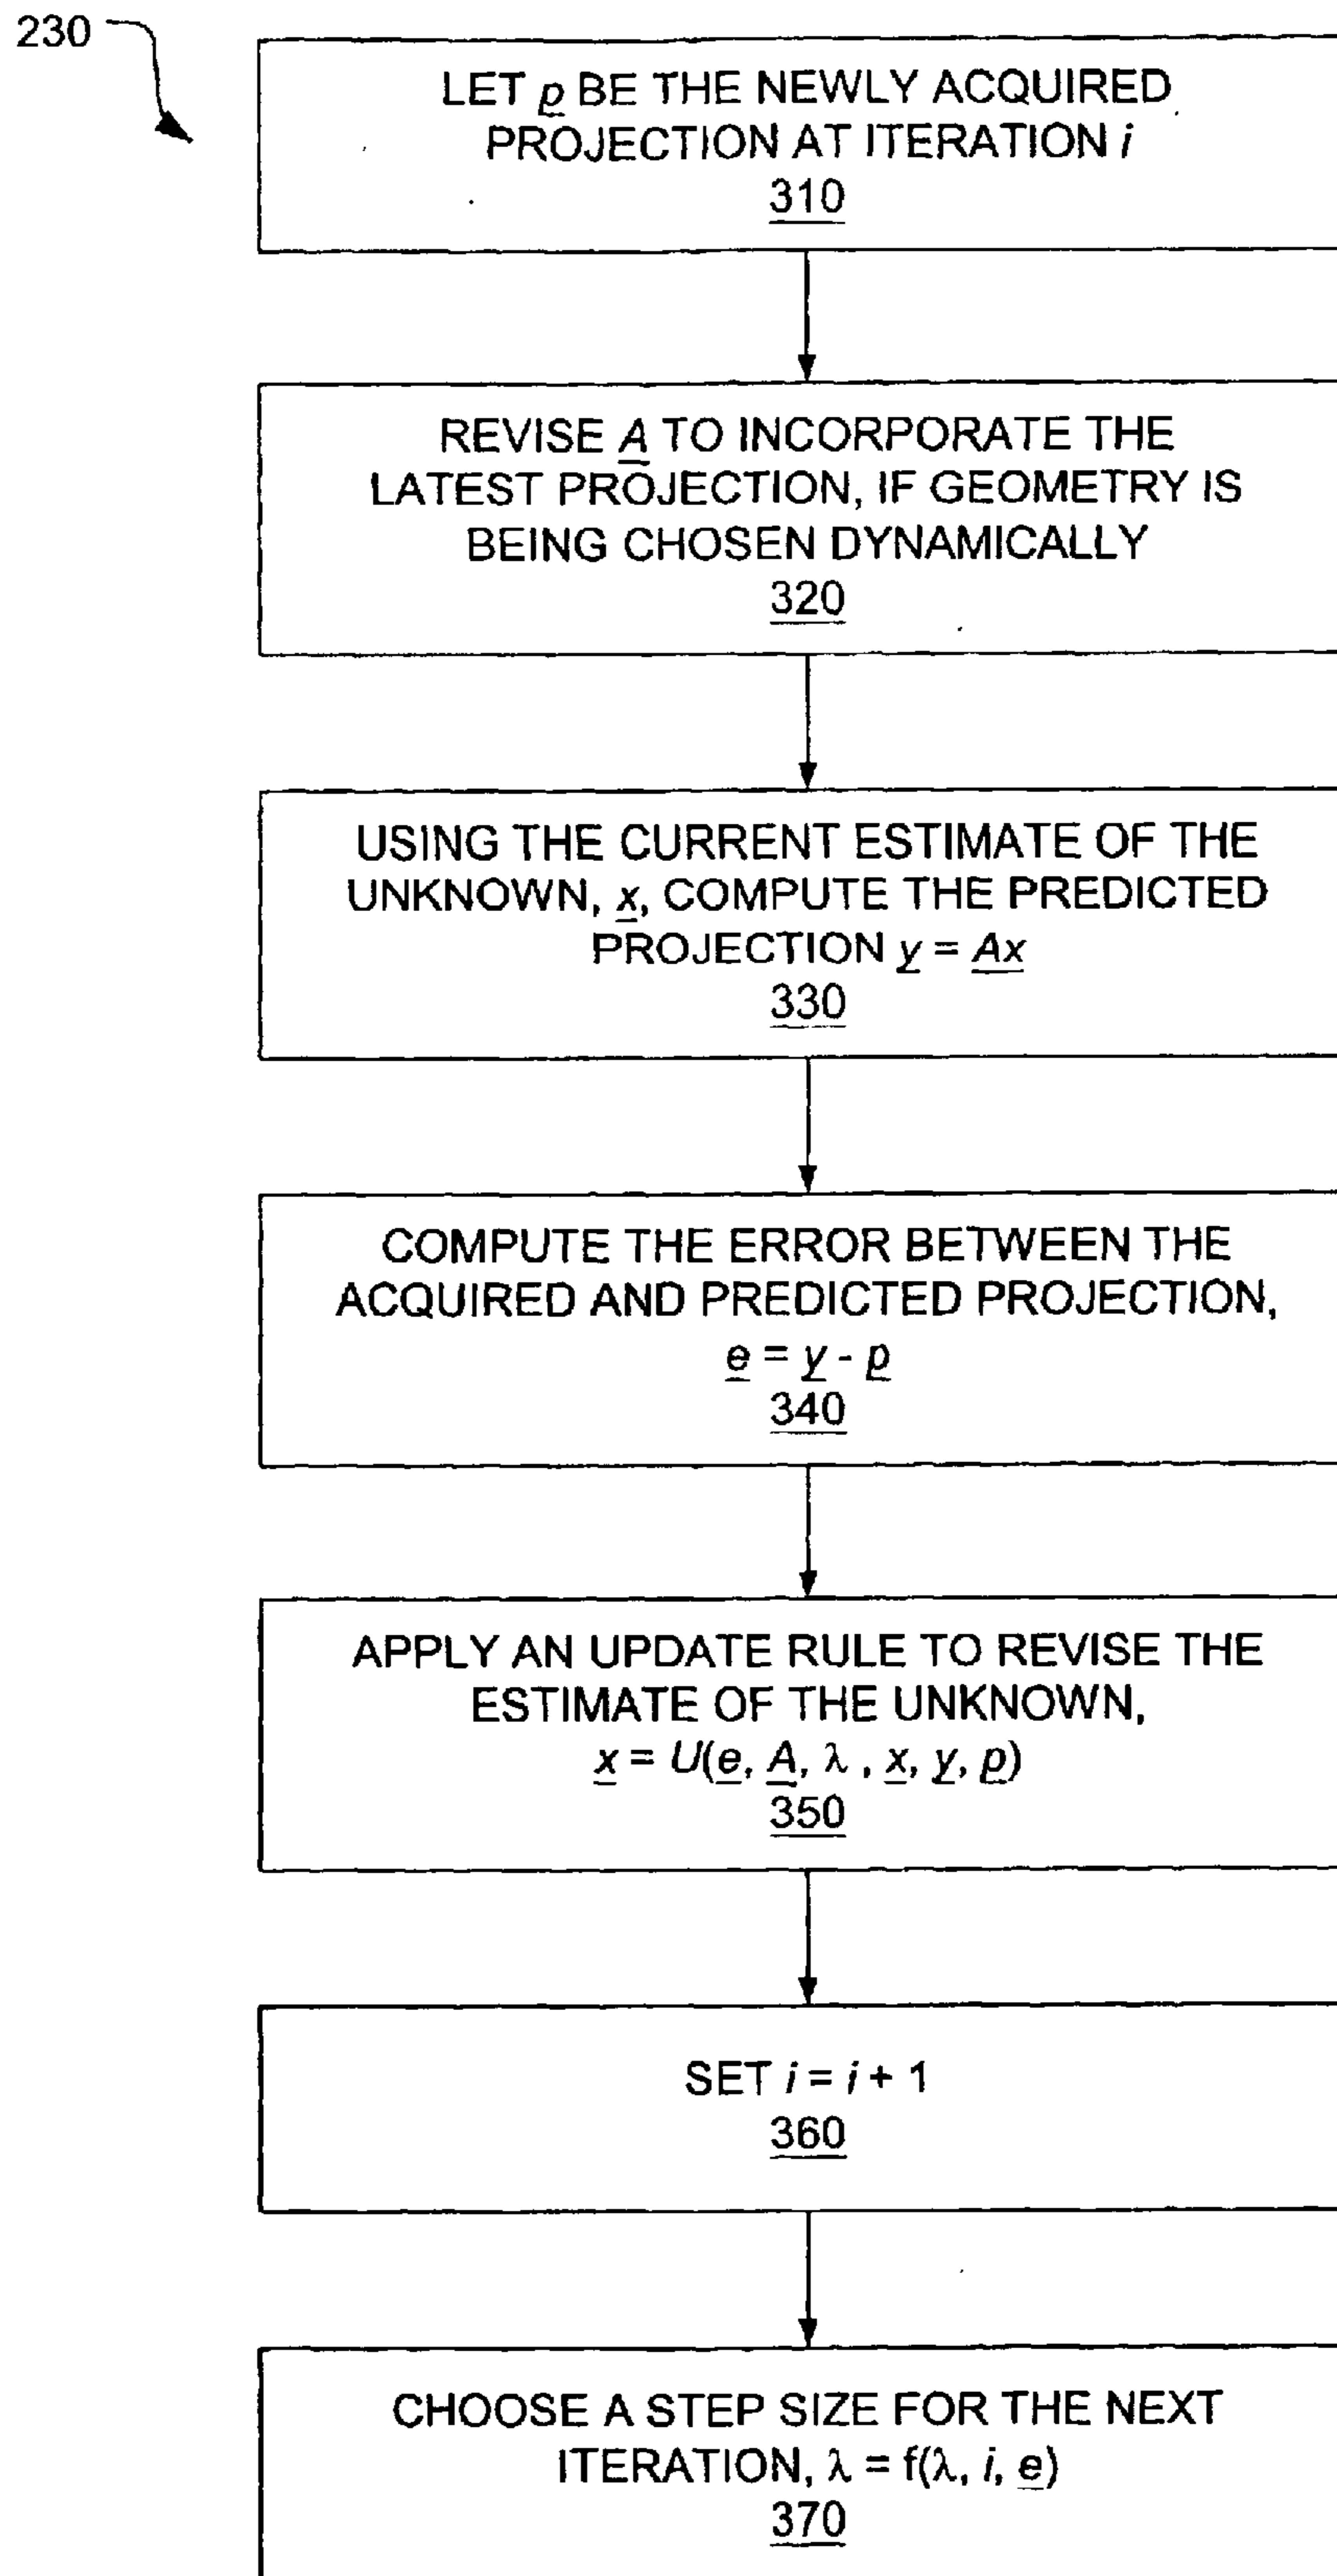 230
LET p BE THE NEWLY ACQUIRED
PROJECTION AT ITERATION i
310
REVISE A TO INCORPORATE THE
LATEST PROJECTION, IF GEOMETRY IS
BEING CHOSEN DYNAMICALLY
320
USING THE CURRENT ESTIMATE OF THE
UNKNOWN, x, COMPUTE THE PREDICTED
PROJECTION y = Ax
330
COMPUTE THE ERROR BETWEEN THE
ACQUIRED AND PREDICTED PROJECTION,
e = y - p
340
APPLY AN UPDATE RULE TO REVISE THE
ESTIMATE OF THE UNKNOWN,
x = U(e, A, λ , x, y, p)
350
SET i = i + 1
360
CHOOSE A STEP SIZE FOR THE NEXT
ITERATION, λ = f(λ, i, e)
370